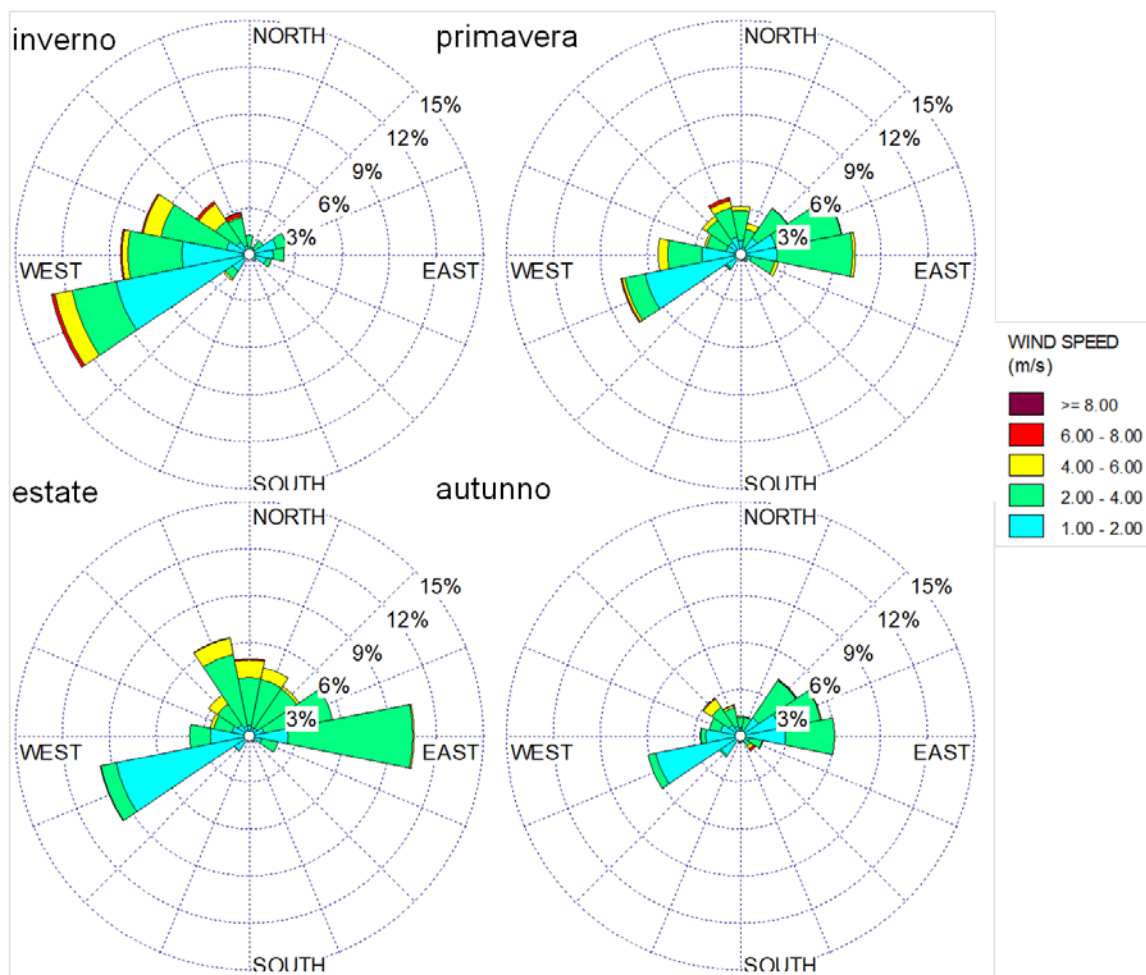 inverno
NORTH
15%
12%
9%
6%
3%
WEST
EAST
SOUTH
primavera
NORTH
15%
12%
9%
6%
3%
WEST
EAST
SOUTH
estate
NORTH
15%
12%
9%
6%
3%
WEST
EAST
SOUTH
autunno
NORTH
15%
12%
9%
6%
3%
WEST
EAST
SOUTH
WIND SPEED
(m/s)
>= 8.00
6.00 - 8.00
4.00 - 6.00
2.00 - 4.00
1.00 - 2.00